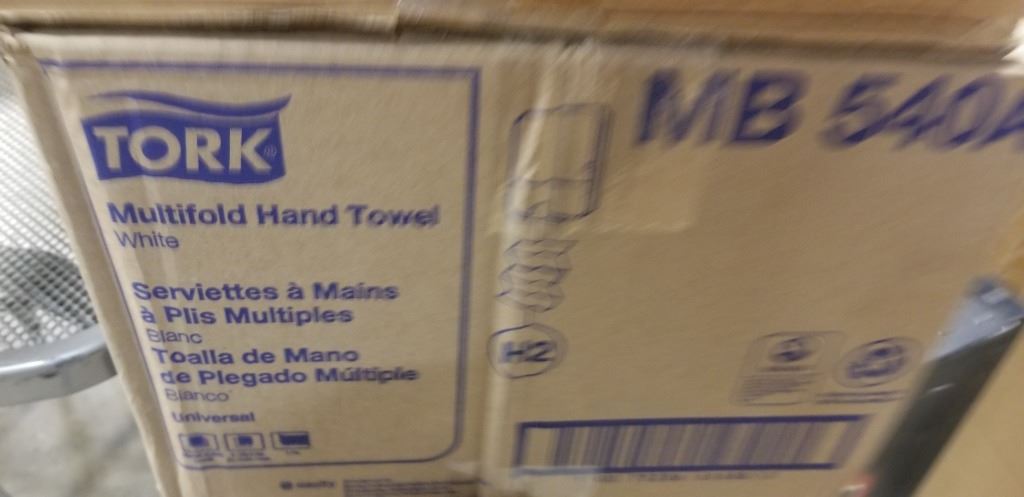 TORK®
Multifold Hand Towel
White
Serviettes à Mains
à Plis Multiples
Blanc
Toalla de Mano
de Plegado Múltiple
Blanco
Universal
MB 540A
H2